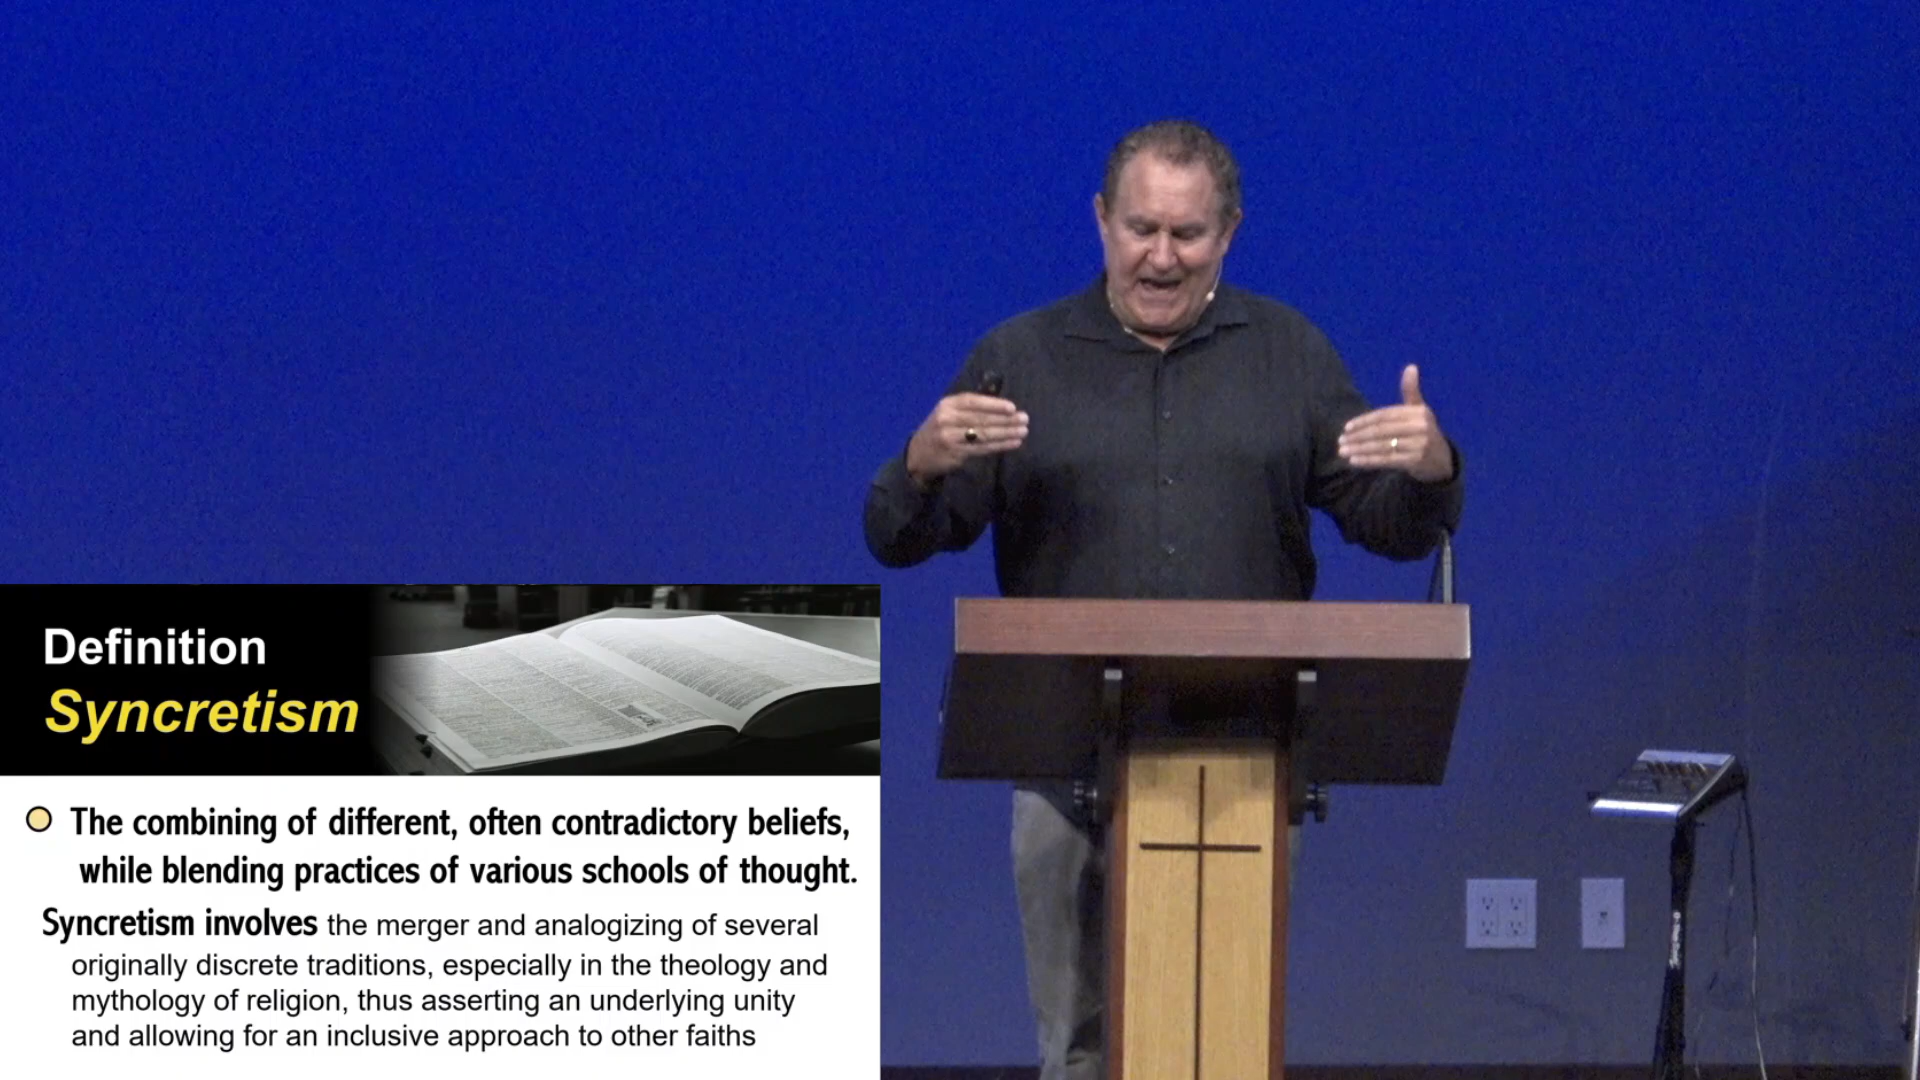 Definition
Syncretism
The combining of different, often contradictory beliefs,
while blending practices of various schools of thought.
Syncretism involves the merger and analogizing of several
originally discrete traditions, especially in the theology and
mythology of religion, thus asserting an underlying unity
and allowing for an inclusive approach to other faiths